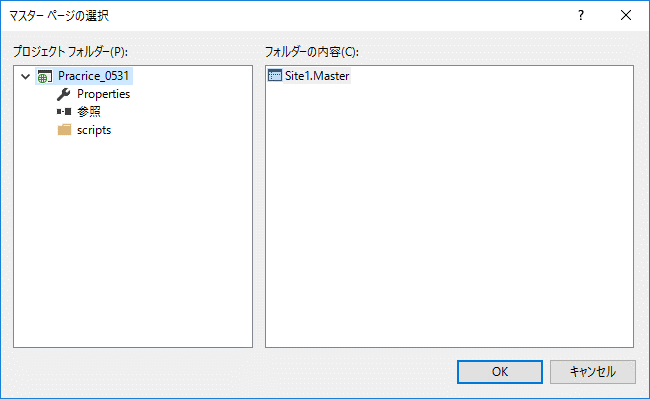 マスター ページの選択
プロジェクト フォルダー(P):
フォルダーの内容(C):
Pracrice_0531
Properties
参照
scripts
Site1.Master
OK
キャンセル